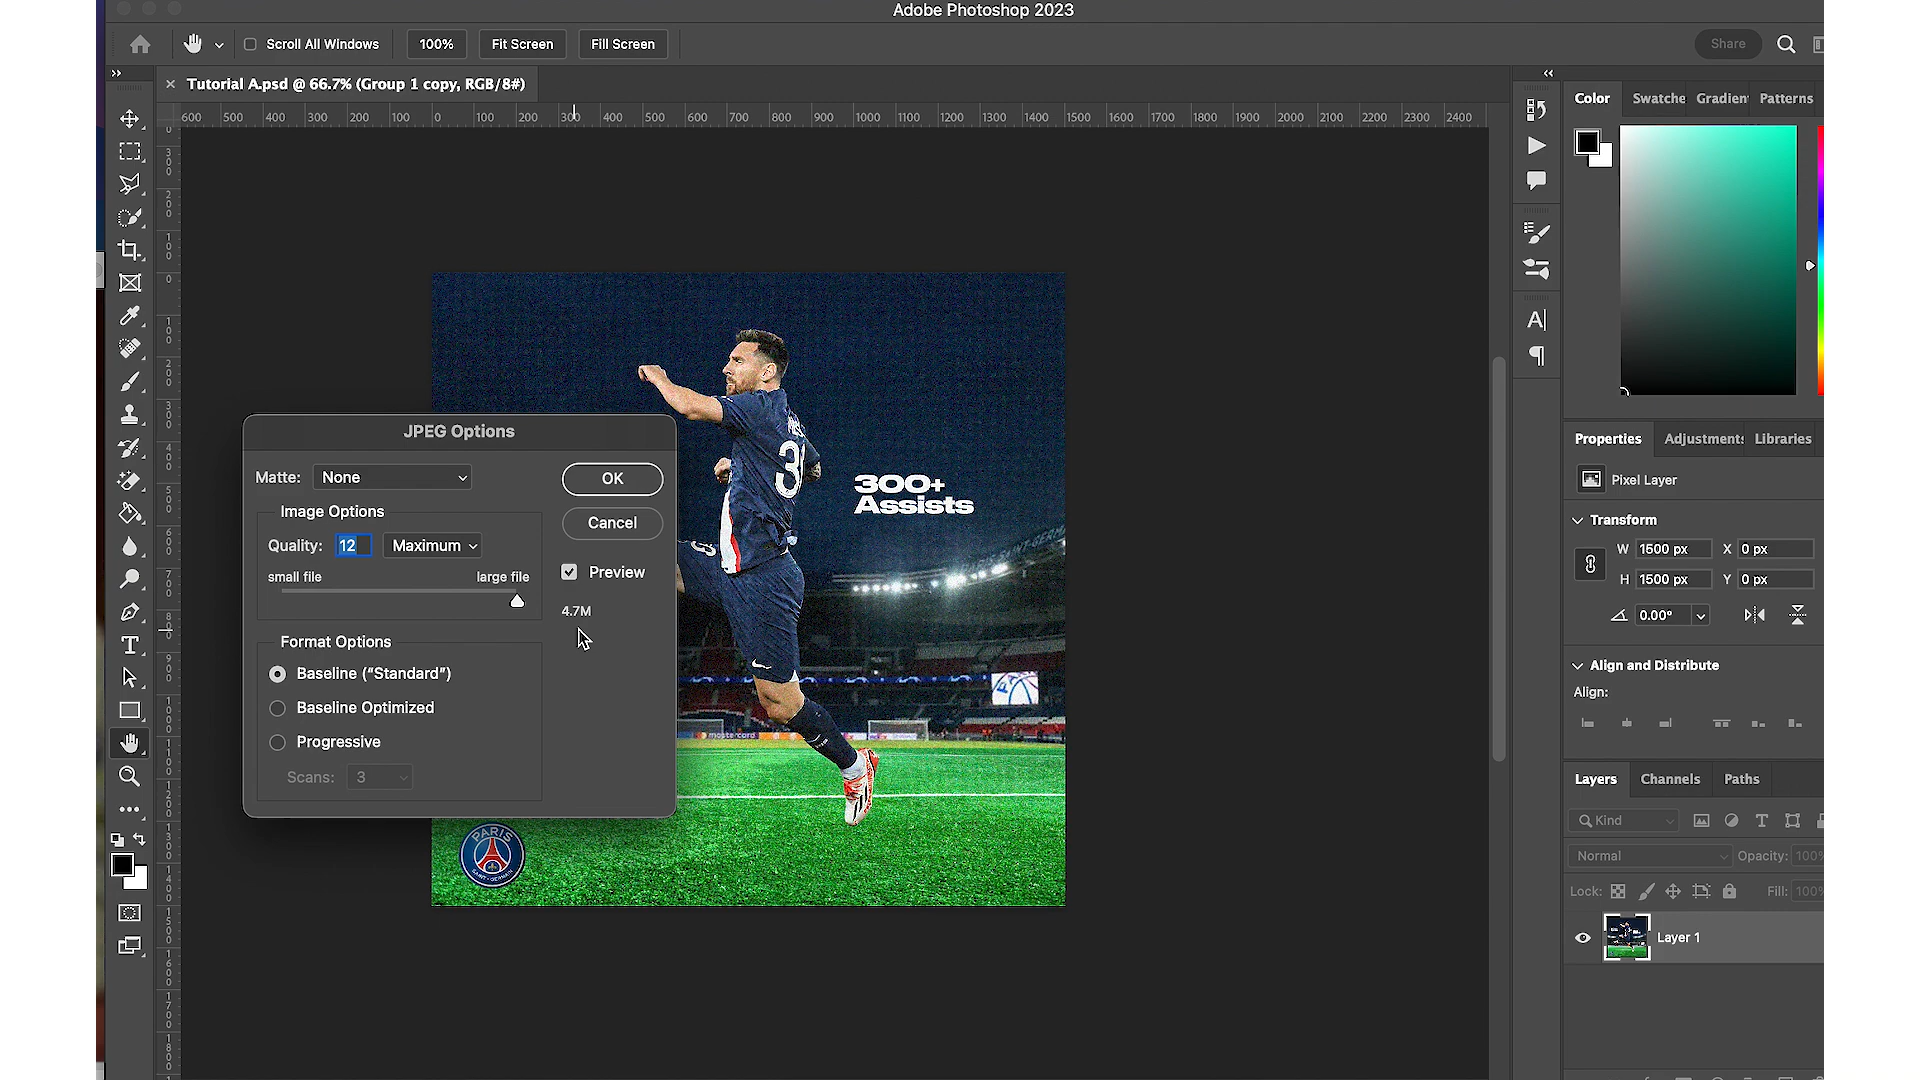 Adobe Photoshop 2023
Scroll All Windows
100%
Fit Screen
Fill Screen
Share
Tutorial A.psd @ 66.7% (Group 1 copy, RGB/8#)
600 500 400 300 200 100 0 100 200 300 400 500 600 700 800 900 1000 1100 1200 1300 1400 1500 1600 1700 1800 1900 2000 2100 2200 2300 2400
Color
Swatche
Gradien
Patterns
300+
Assists
JPEG Options
Matte: None
OK
Image Options
Cancel
Quality: 12 Maximum
Preview
small file
large file
4.7M
Format Options
Baseline (“Standard”)
Baseline Optimized
Progressive
Scans: 3
mastercard
PARIS
SAINT-GERMAIN
Properties
Adjustments
Libraries
Pixel Layer
Transform
W 1500 px X 0 px
H 1500 px Y 0 px
0.00°
Align and Distribute
Align:
Layers
Channels
Paths
Kind
Normal
Opacity: 100%
Lock:
Fill: 100%
Layer 1